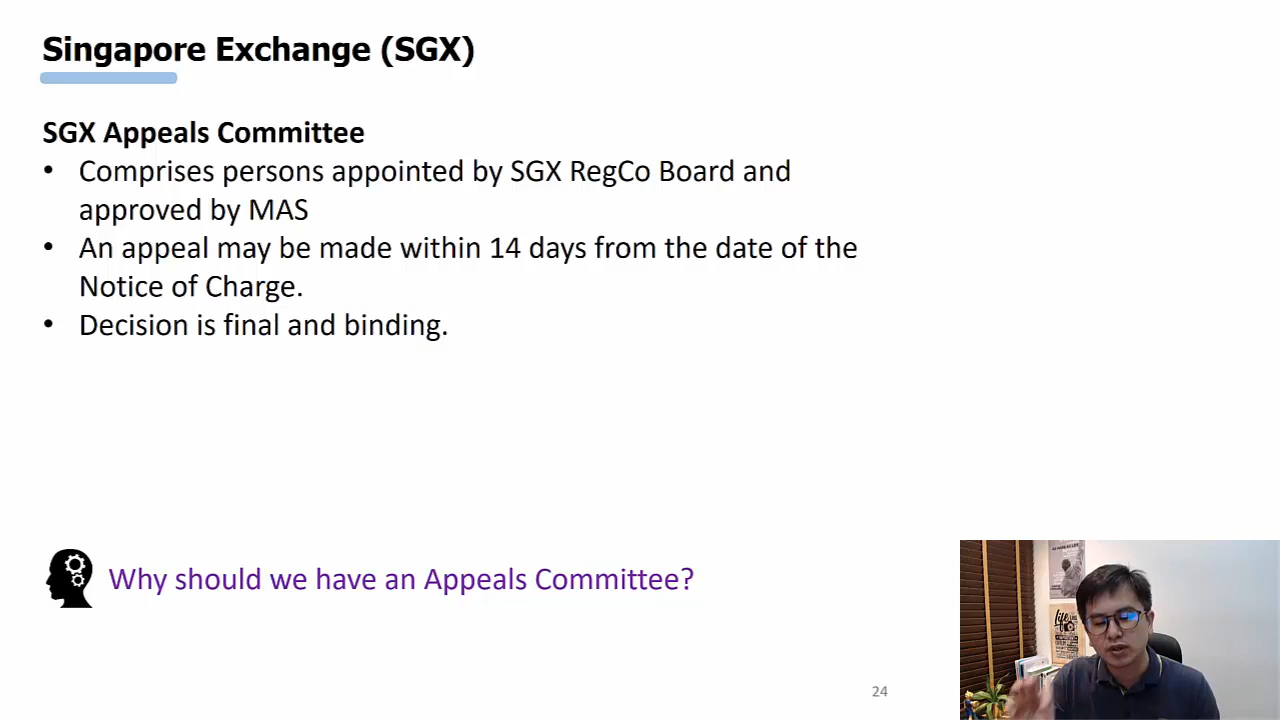 Singapore Exchange (SGX)
SGX Appeals Committee
• Comprises persons appointed by SGX RegCo Board and
approved by MAS
• An appeal may be made within 14 days from the date of the
Notice of Charge.
• Decision is final and binding.
Why should we have an Appeals Committee?
24